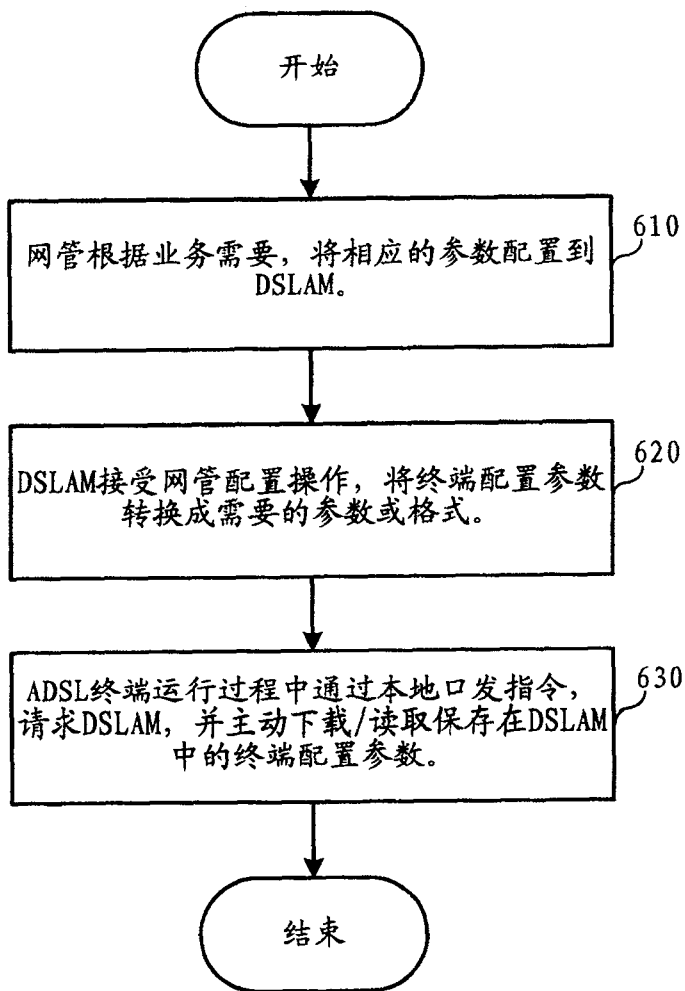 开始
网管根据业务需要，将相应的参数配置到
DSLAM。
610
DSLAM接受网管配置操作，将终端配置参数
转换成需要的参数或格式。
620
ADSL终端运行过程中通过本地口发指令，
请求DSLAM，并主动下载/读取保存在DSLAM
中的终端配置参数。
630
结束